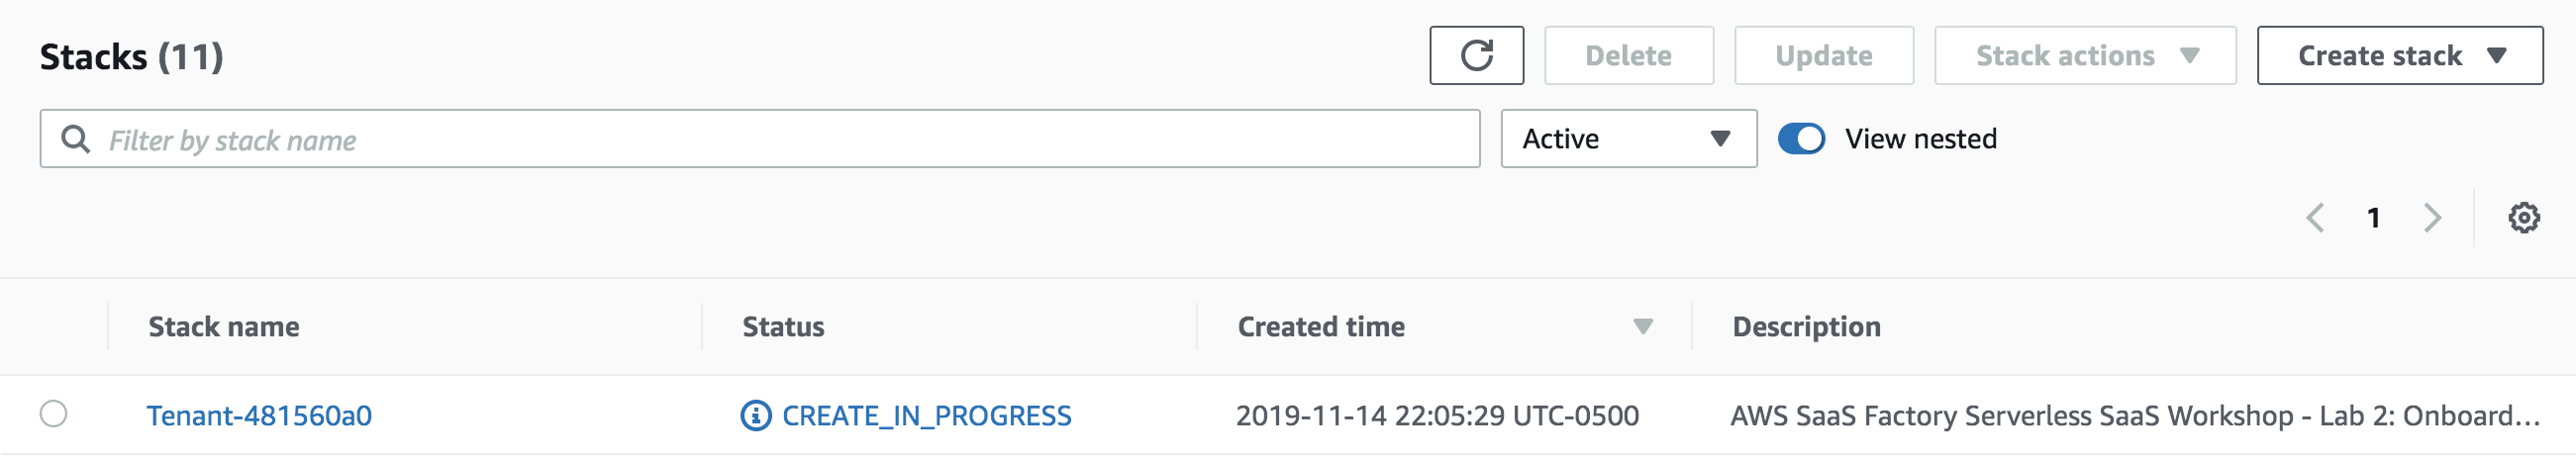 Stacks (11)
Delete
Update
Stack actions
Create stack
Filter by stack name
Active
View nested
1
Stack name
Status
Created time
Description
Tenant-481560a0
CREATE_IN_PROGRESS
2019-11-14 22:05:29 UTC-0500
AWS SaaS Factory Serverless SaaS Workshop - Lab 2: Onboard...